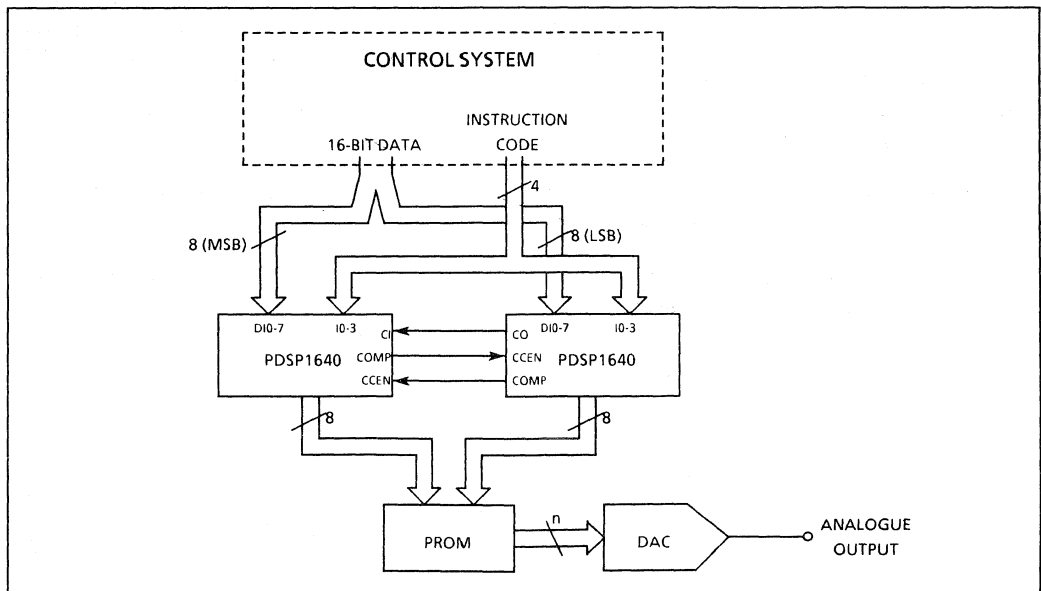 CONTROL SYSTEM
INSTRUCTION
16-BIT DATA CODE
4
8 (MSB)
8 (LSB)
DI0-7 I0-3
CI
COMP
CCEN
PDSP1640
DI0-7 I0-3
CO
CCEN
COMP
PDSP1640
8
8
PROM
n
DAC
ANALOGUE
OUTPUT